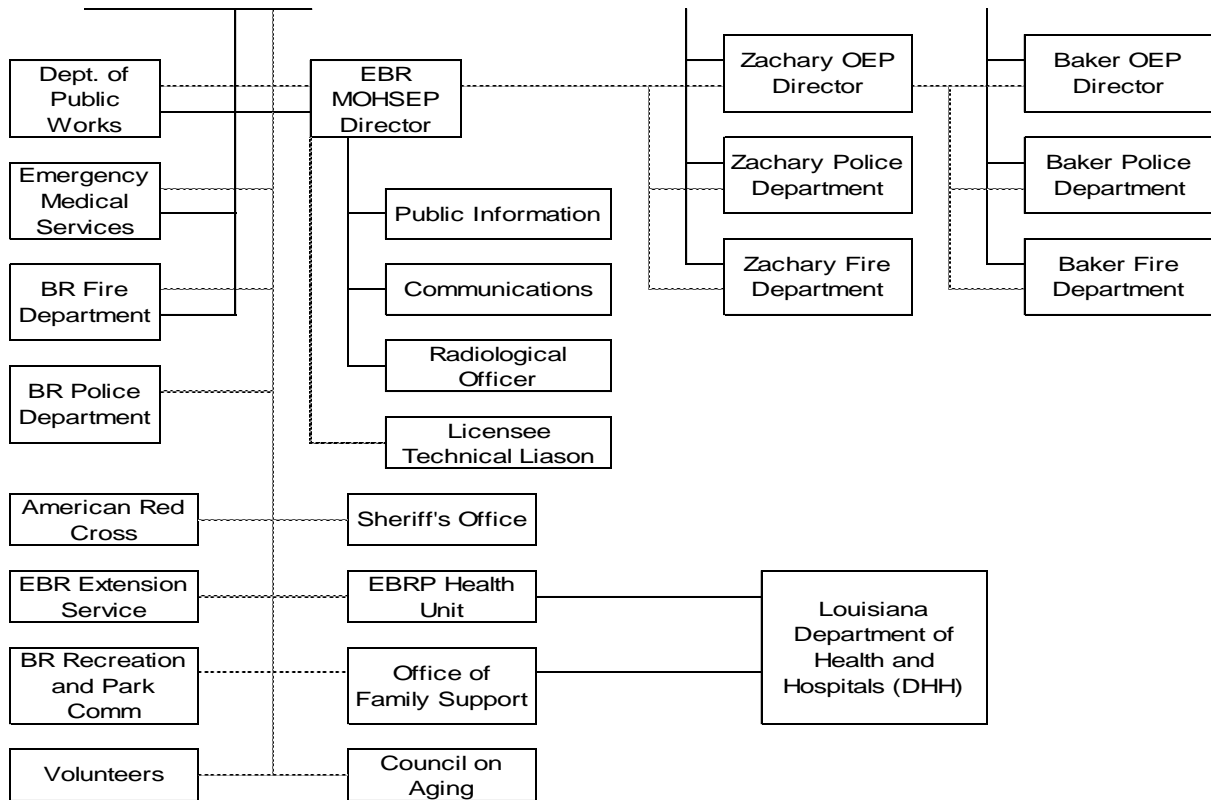 Dept. of
Public
Works
EBR
MOHSEP
Director
Zachary OEP
Director
Baker OEP
Director
Emergency
Medical
Services
Public Information
Zachary Police
Department
Baker Police
Department
BR Fire
Department
Communications
Zachary Fire
Department
Baker Fire
Department
BR Police
Department
Radiological
Officer
Licensee
Technical Liason
American Red
Cross
Sheriff's Office
EBR Extension
Service
EBRP Health
Unit
Louisiana
Department of
Health and
Hospitals (DHH)
BR Recreation
and Park
Comm
Office of
Family Support
Volunteers
Council on
Aging